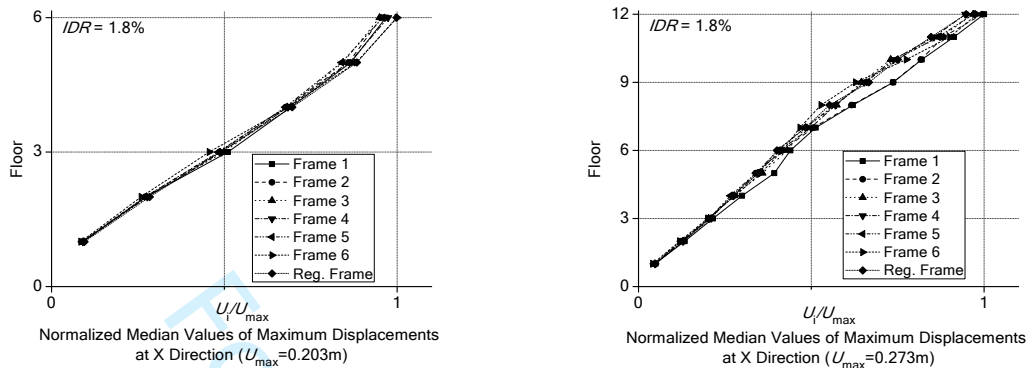 6
IDR = 1.8%
3
Floor
0
Frame 1
Frame 2
Frame 3
Frame 4
Frame 5
Frame 6
Reg. Frame
0
Ui/Umax
1
Normalized Median Values of Maximum Displacements
at X Direction (Umax=0.203m)
12
IDR = 1.8%
9
6
3
Floor
0
Frame 1
Frame 2
Frame 3
Frame 4
Frame 5
Frame 6
Reg. Frame
0
Ui/Umax
1
Normalized Median Values of Maximum Displacements
at X Direction (Umax=0.273m)